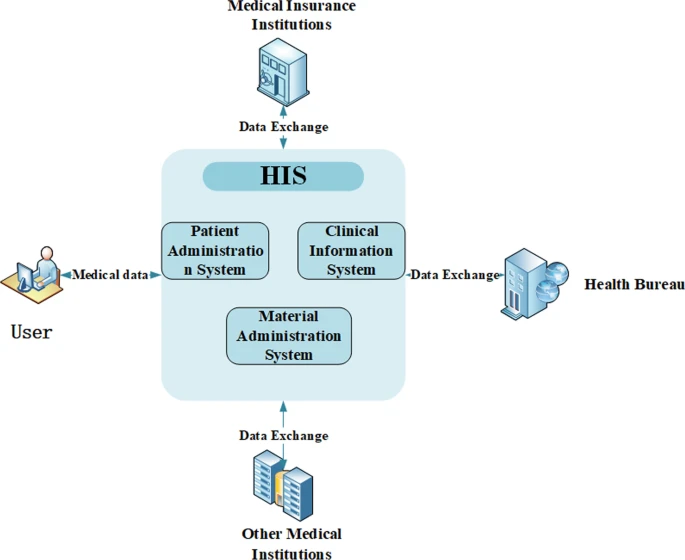 Medical Insurance
Institutions
Data Exchange
HIS
Patient
Administratio
n System
Clinical
Information
System
Medical data
Data Exchange
Health Bureau
User
Material
Administration
System
Data Exchange
Other Medical
Institutions